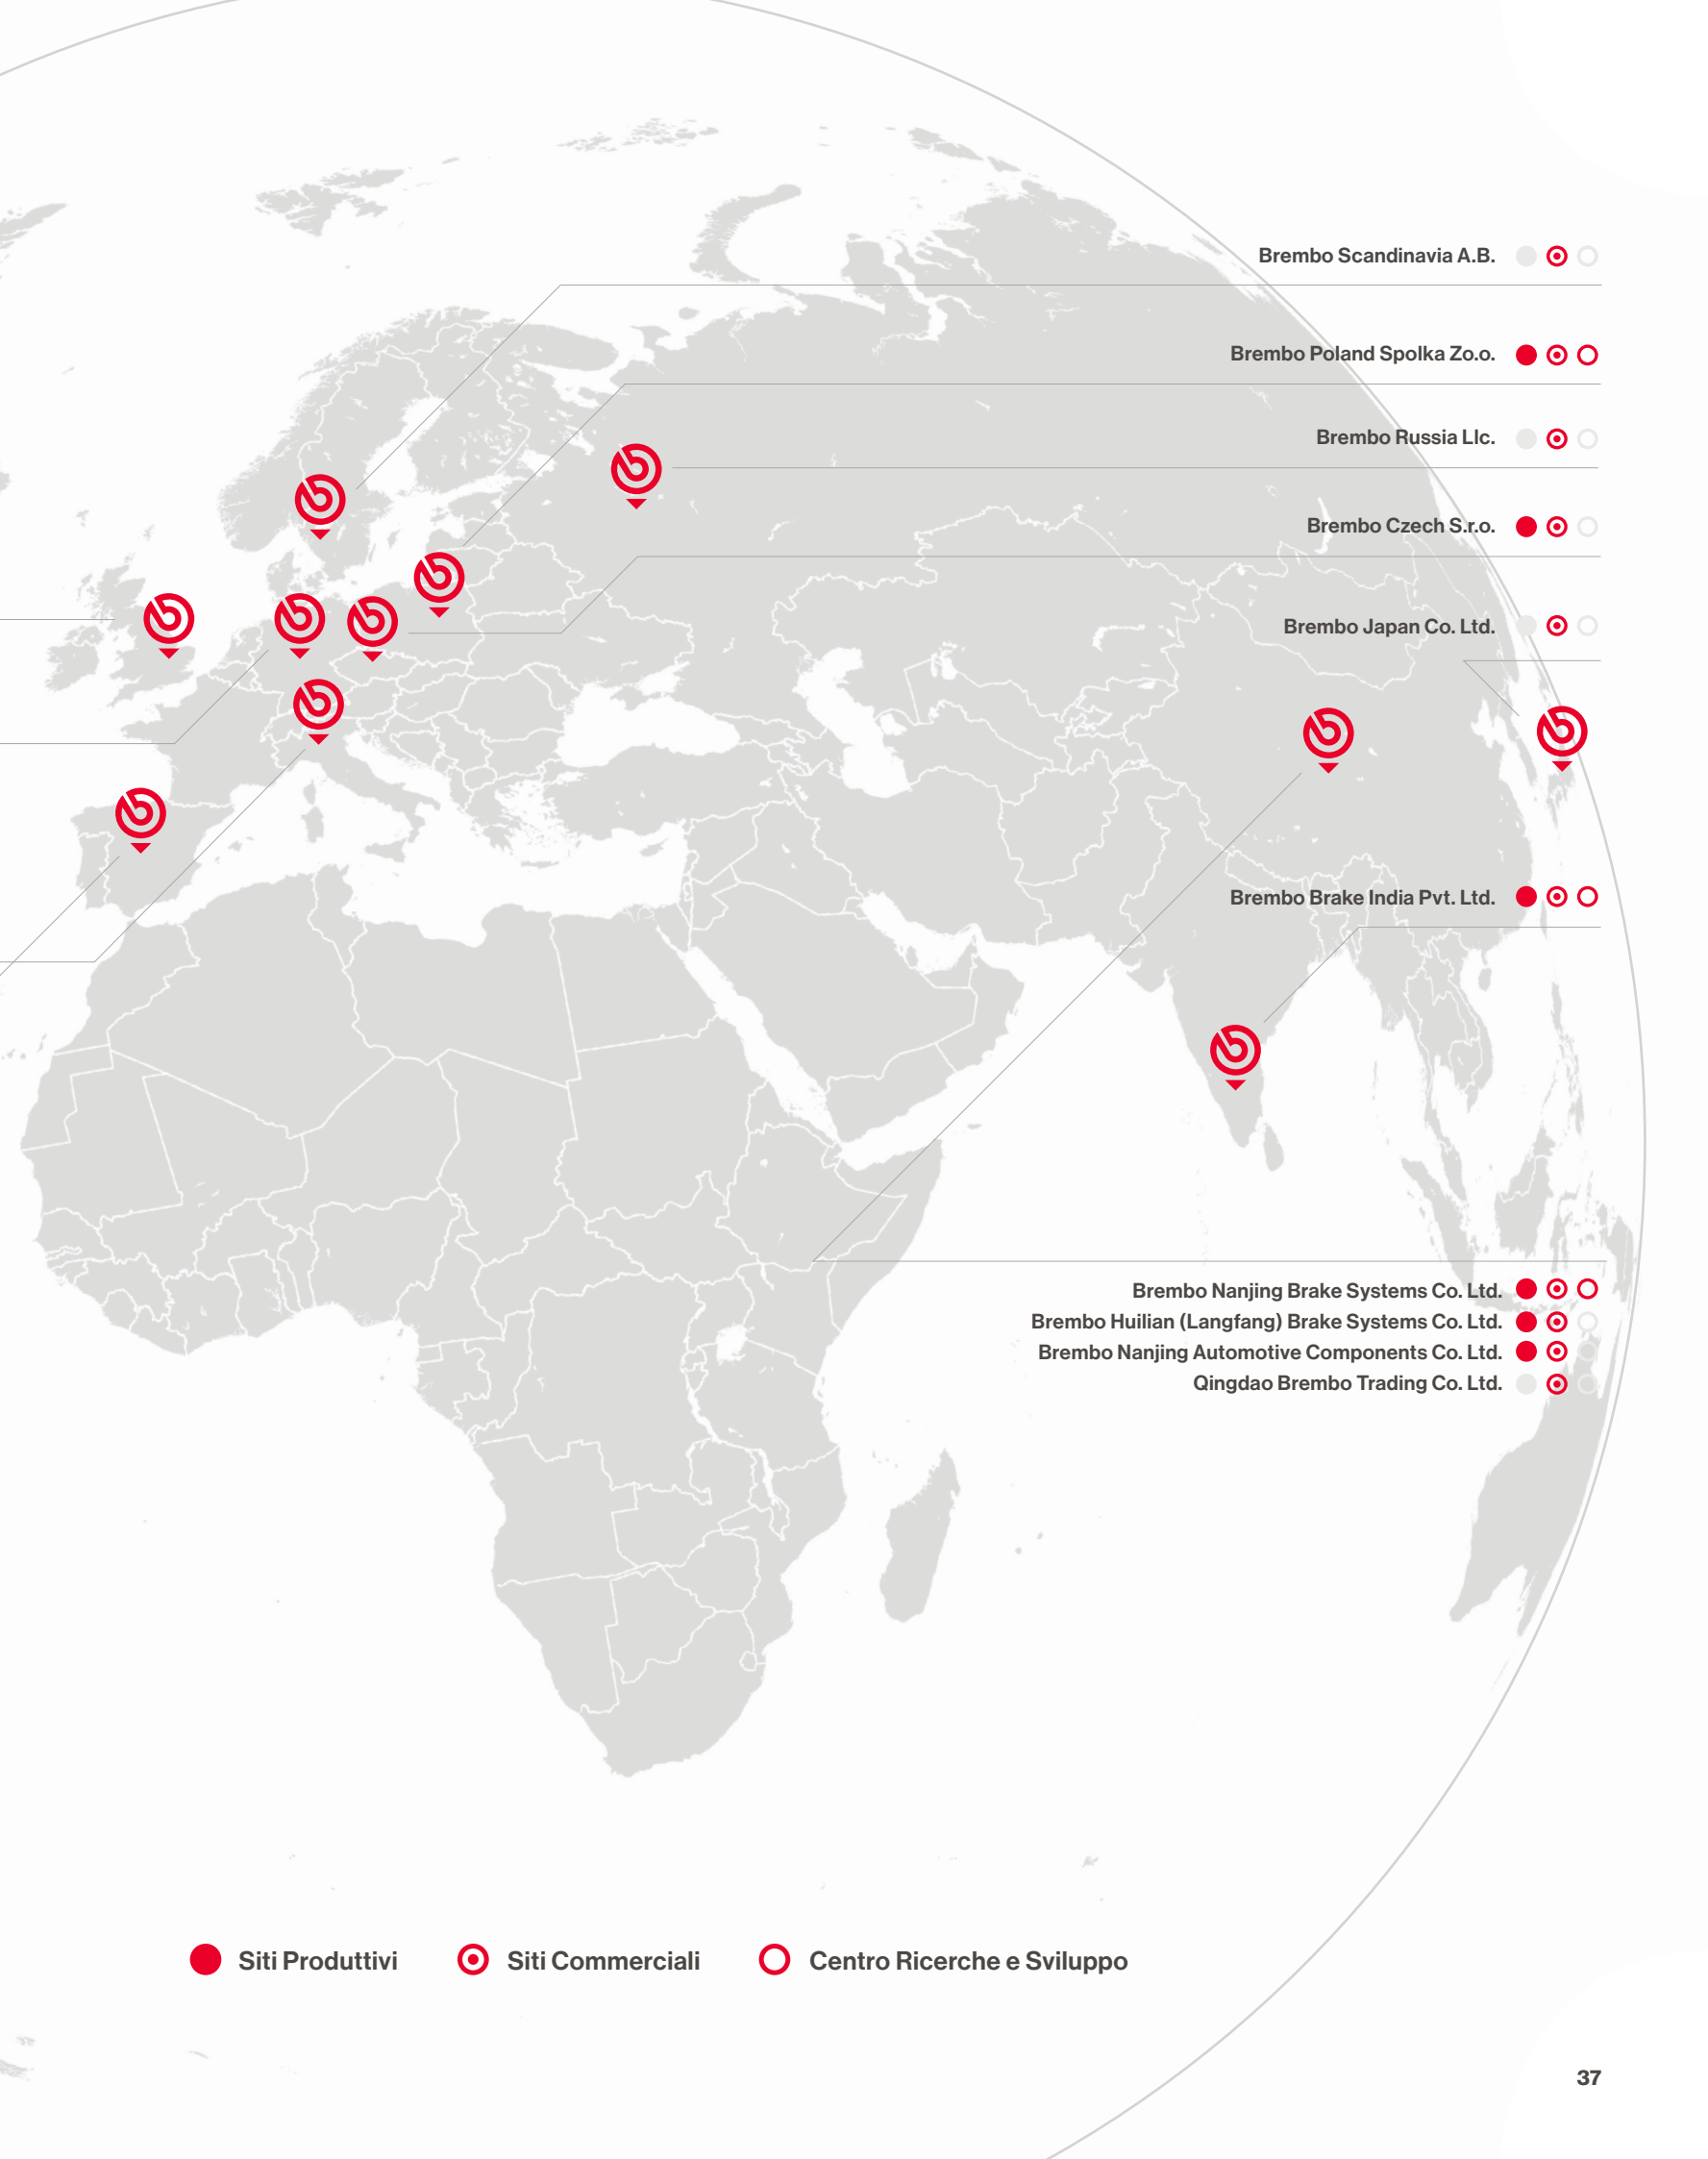 Brembo Scandinavia A.B.
Brembo Poland Spolka Zo.o.
Brembo Russia Llc.
Brembo Czech S.r.o.
Brembo Japan Co. Ltd.
Brembo Brake India Pvt. Ltd.
Brembo Nanjing Brake Systems Co. Ltd.
Brembo Huilian (Langfang) Brake Systems Co. Ltd.
Brembo Nanjing Automotive Components Co. Ltd.
Qingdao Brembo Trading Co. Ltd.
Siti Produttivi Siti Commerciali Centro Ricerche e Sviluppo
37